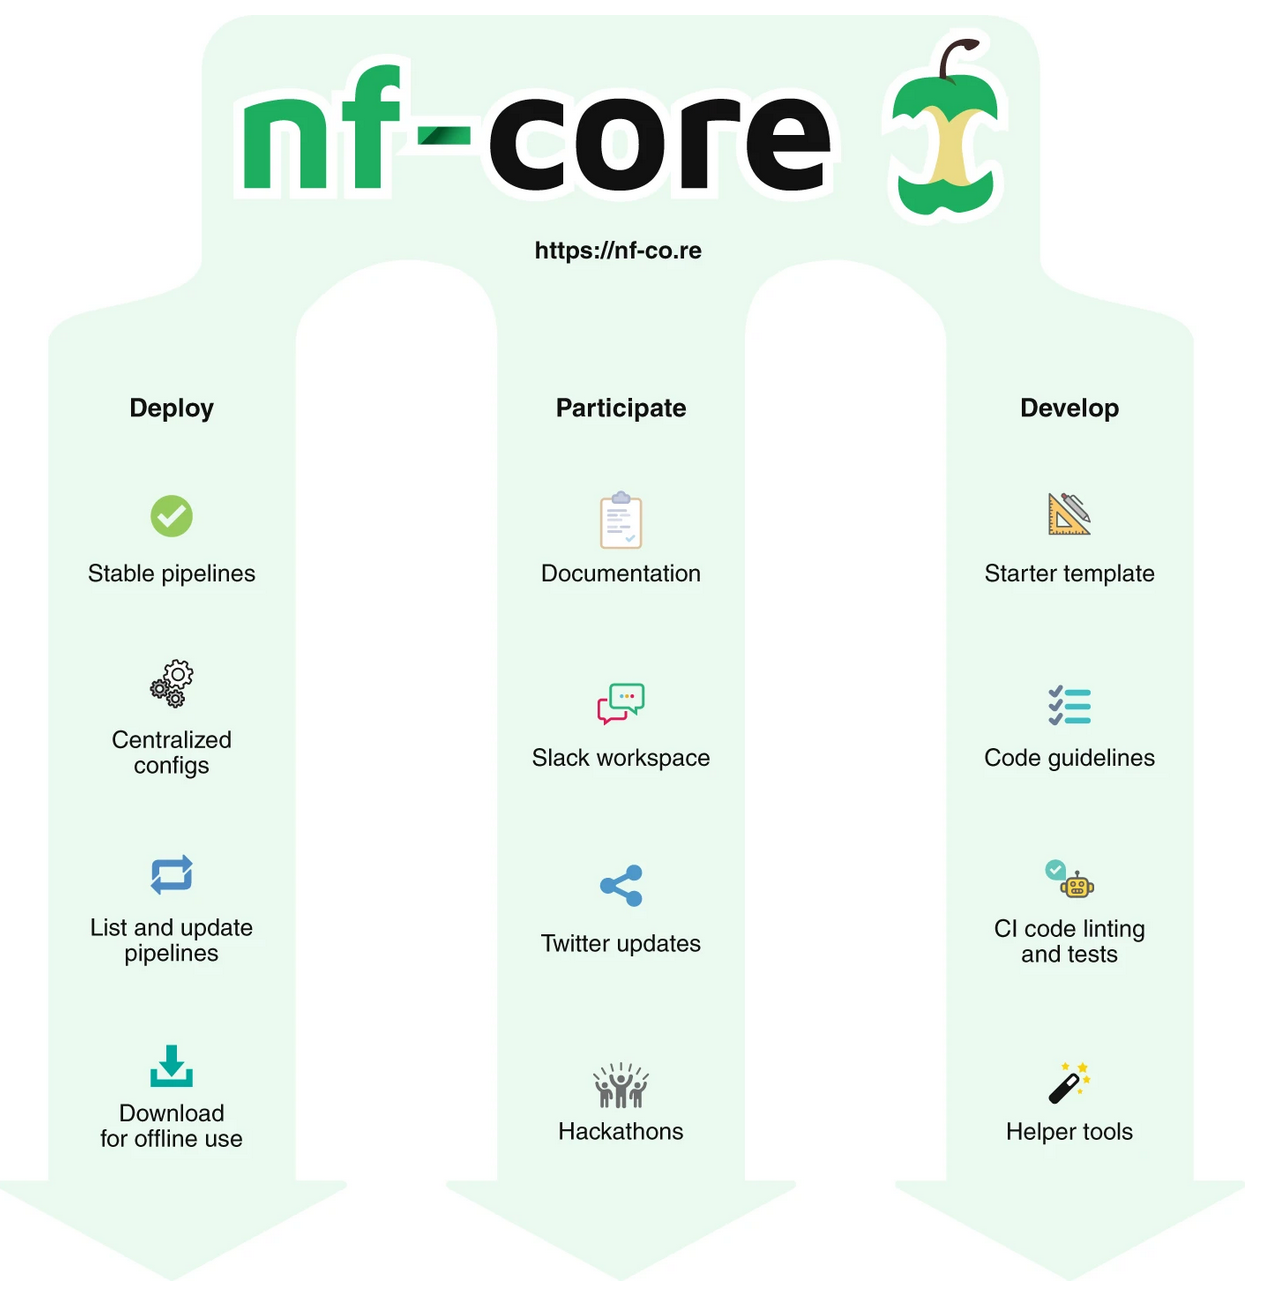 nf-core
https://nf-co.re
Deploy
Stable pipelines
Centralized
configs
List and update
pipelines
Download
for offline use
Participate
Documentation
Slack workspace
Twitter updates
Hackathons
Develop
Starter template
Code guidelines
CI code linting
and tests
Helper tools